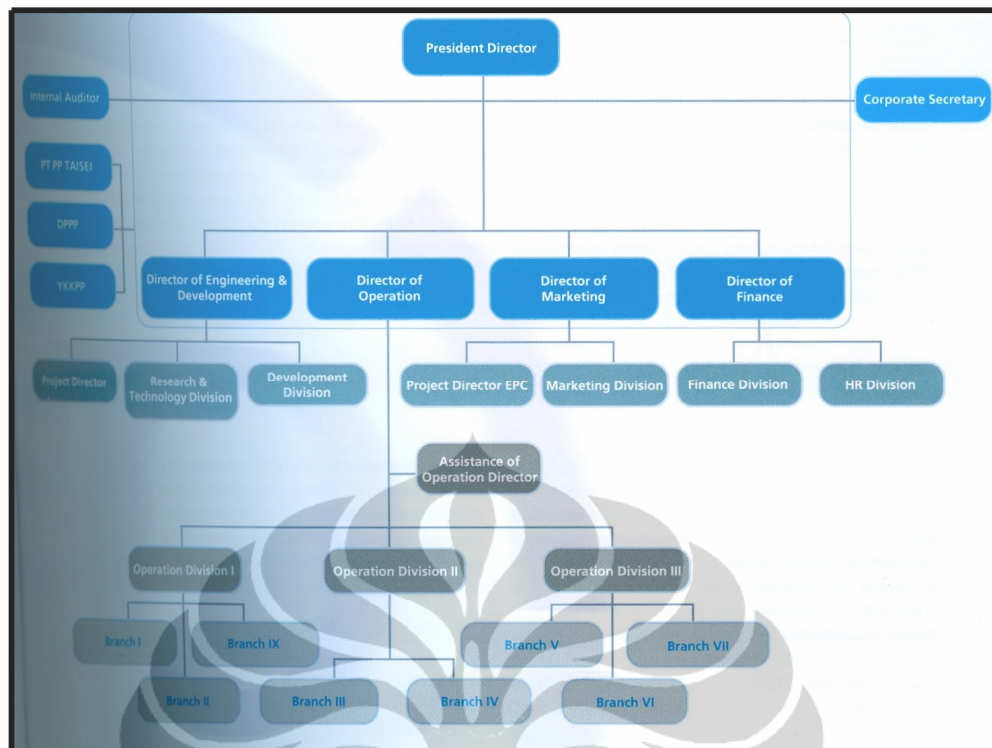 President Director
Internal Auditor
Corporate Secretary
PT PP TAISEI
DPPP
YKKPP
Director of Engineering &
Development
Director of
Operation
Director of
Marketing
Director of
Finance
Project Director
Research &
Technology Division
Development
Division
Project Director EPC
Marketing Division
Finance Division
HR Division
Assistance of
Operation Director
Operation Division I
Operation Division II
Operation Division III
Branch I
Branch IX
Branch V
Branch VII
Branch II
Branch III
Branch IV
Branch VI